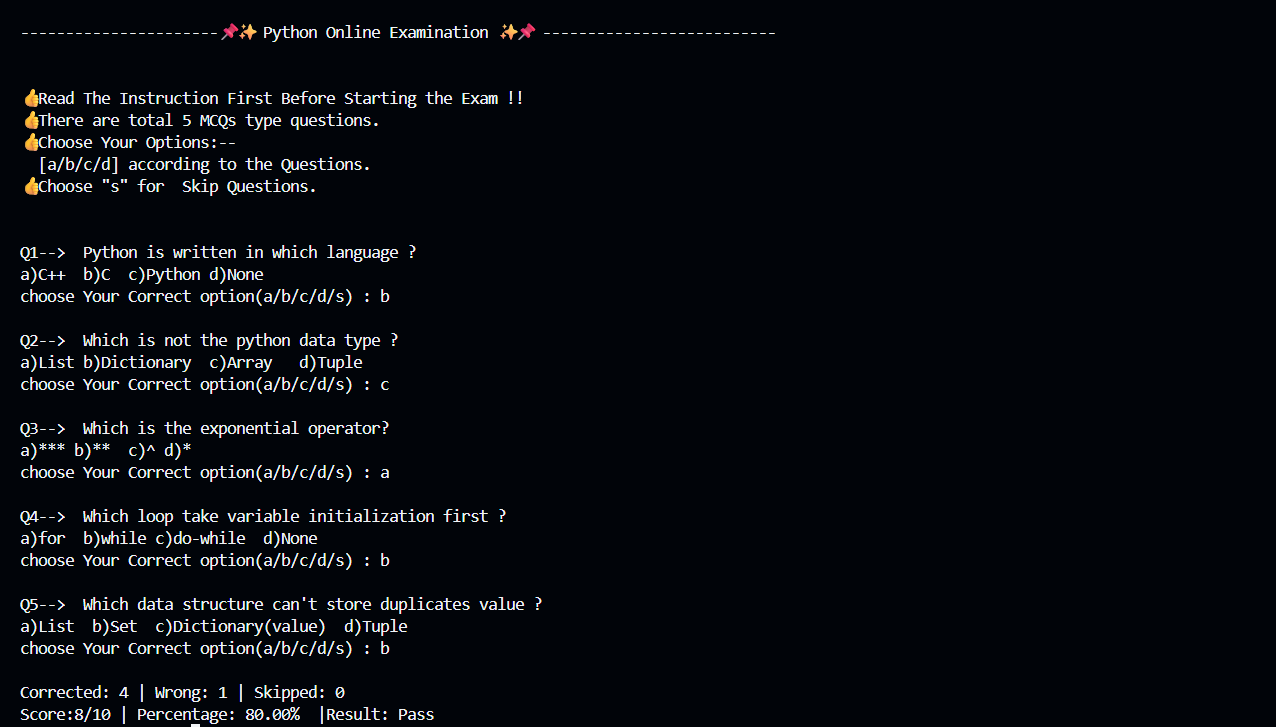 ----------------------📌✨ Python Online Examination ✨📌 --------------------------
👍Read The Instruction First Before Starting the Exam !!
👍There are total 5 MCQs type questions.
👍Choose Your Options:--
[a/b/c/d] according to the Questions.
👍Choose "s" for  Skip Questions.
Q1-->  Python is written in which language ?
a)C++  b)C  c)Python d)None
choose Your Correct option(a/b/c/d/s) : b
Q2-->  Which is not the python data type ?
a)List b)Dictionary  c)Array   d)Tuple
choose Your Correct option(a/b/c/d/s) : c
Q3-->  Which is the exponential operator?
a)*** b)**  c)^ d)*
choose Your Correct option(a/b/c/d/s) : a
Q4-->  Which loop take variable initialization first ?
a)for  b)while c)do-while  d)None
choose Your Correct option(a/b/c/d/s) : b
Q5-->  Which data structure can't store duplicates value ?
a)List  b)Set  c)Dictionary(value)  d)Tuple
choose Your Correct option(a/b/c/d/s) : b
Corrected: 4 | Wrong: 1 | Skipped: 0
Score:8/10 | Percentage: 80.00%  |Result: Pass